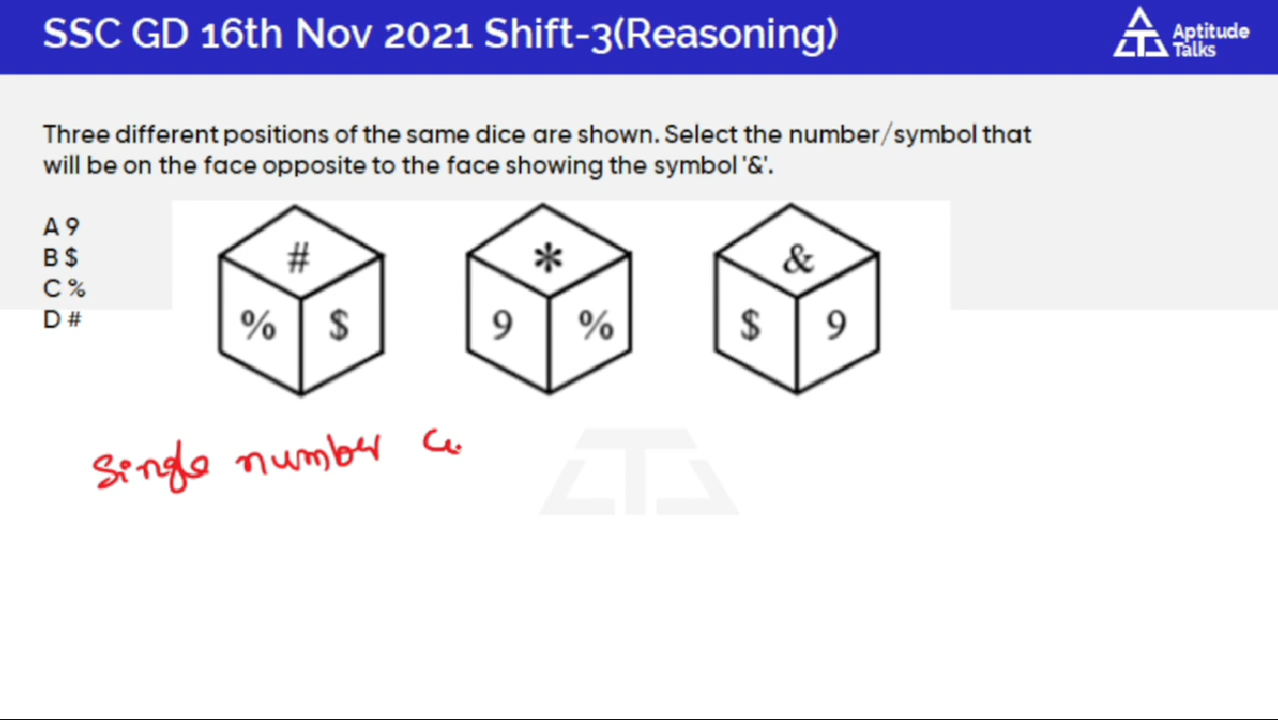 SSC GD 16th Nov 2021 Shift-3(Reasoning)
Aptitude
Talks
Three different positions of the same dice are shown. Select the number/symbol that
will be on the face opposite to the face showing the symbol '&'.
A 9
B $
C %
D #
# * &
% $ 9 % $ 9
Single number